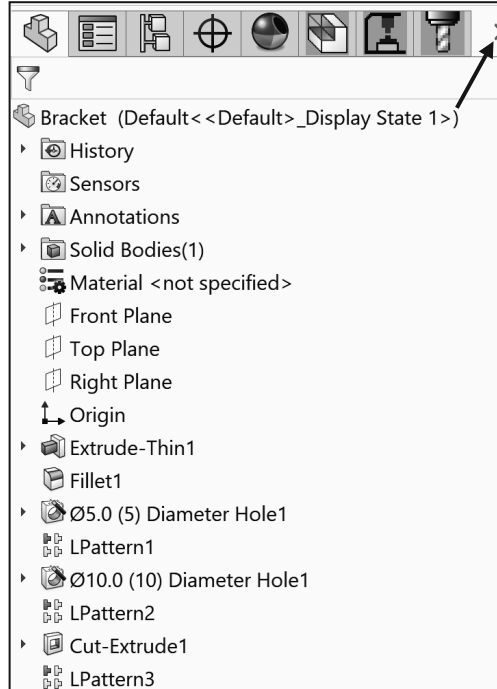 Bracket (Default<<Default>_Display State 1>)
History
Sensors
Annotations
Solid Bodies(1)
Material <not specified>
Front Plane
Top Plane
Right Plane
Origin
Extrude-Thin1
Fillet1
Ø5.0 (5) Diameter Hole1
LPattern1
Ø10.0 (10) Diameter Hole1
LPattern2
Cut-Extrude1
LPattern3